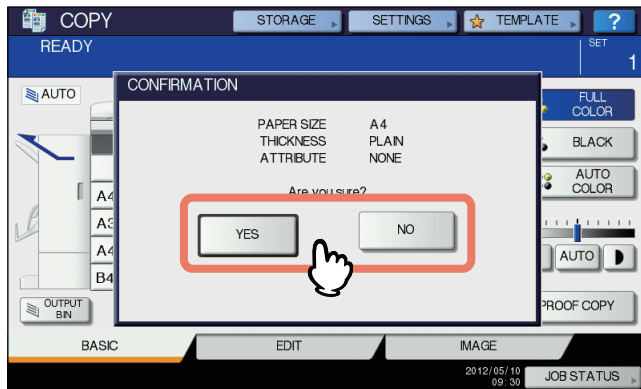 COPY
STORAGE
SETTINGS
TEMPLATE
?
READY
SET
1
AUTO
CONFIRMATION
PAPER SIZE A4
THICKNESS PLAIN
ATTRIBUTE NONE
Are you sure?
YES
NO
FULL
COLOR
BLACK
AUTO
COLOR
A4
A3
A4
B4
AUTO
OUTPUT
BIN
PROOF COPY
BASIC
EDIT
IMAGE
2012/05/10
09:30
JOB STATUS